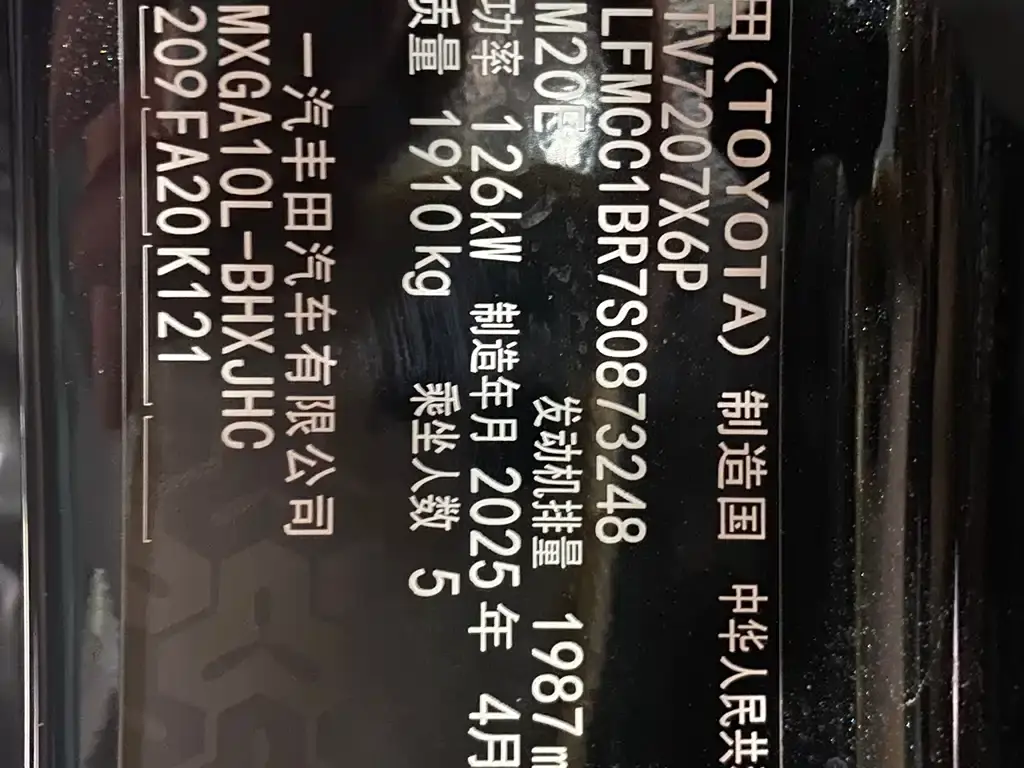 田（TOYOTA） 制造国 中华人民共
TV7207X6P
LFMCC1BR7S0873248
M20E 发动机排量 1987m
功率 126kW 制造年月 2025年 4月
质量 1910kg 乘坐人数 5
一汽丰田汽车有限公司
MXGA10L-BHXJHC
209FA20K121